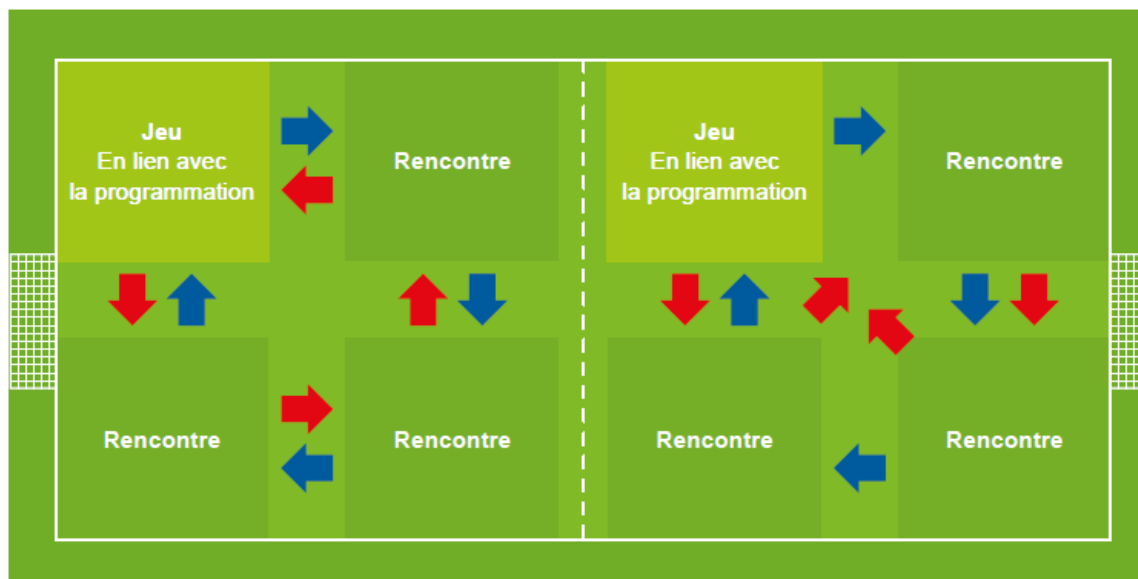 Jeu
En lien avec
la programmation
Rencontre
Jeu
En lien avec
la programmation
Rencontre
Rencontre
Rencontre
Rencontre
Rencontre